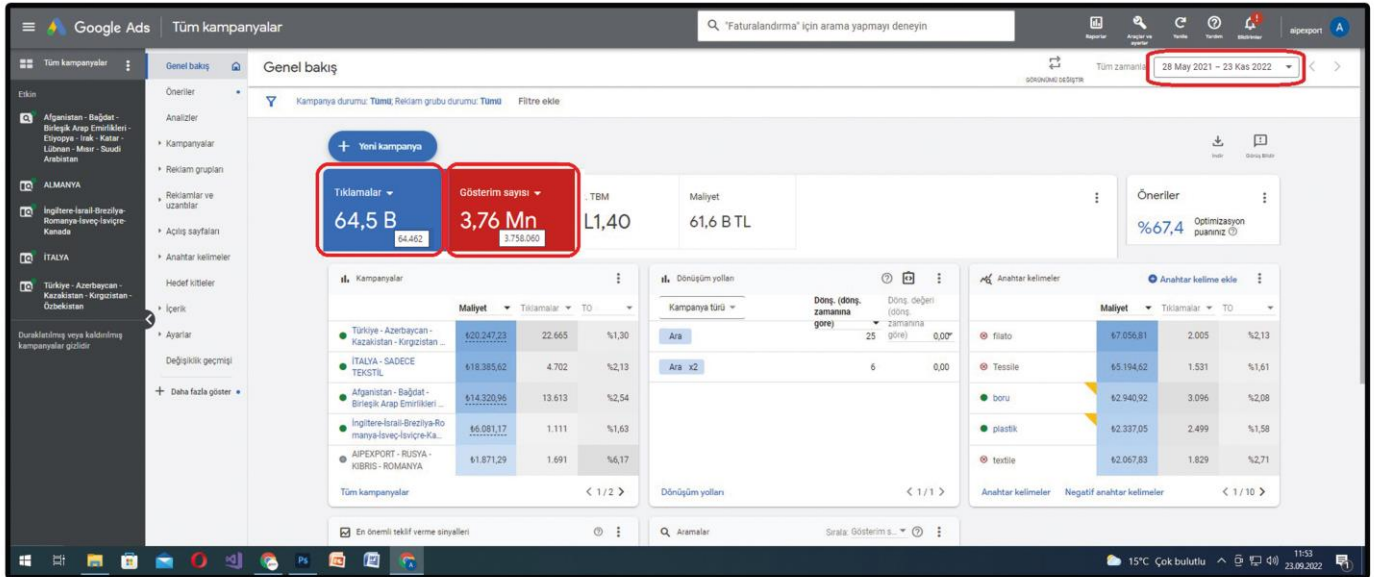 Google Ads
Tüm kampanyalar
"Faturalandırma" için arama yapmayı deneyin
Raporlar
Araçlar ve ayarlar
Yenile
Yardım
Bildirimler
aipexport
A
Tüm kampanyalar
Etkin
Afganistan - Bağdat -
Birleşik Arap Emirlikleri -
Etiyopya - Irak - Katar -
Lübnan - Mısır - Suudi
Arabistan
ALMANYA
İngiltere-İsrail-Brezilya-
Romanya-İsveç-İsviçre-
Kanada
İTALYA
Türkiye - Azerbaycan -
Kazakistan - Kırgızistan -
Özbekistan
Duraklatılmış veya kaldırılmış
kampanyalar gizlidir
Genel bakış
Öneriler
Analizler
Kampanyalar
Reklam grupları
Reklamlar ve
uzantılar
Açılış sayfaları
Anahtar kelimeler
Hedef kitleler
İçerik
Ayarlar
Değişiklik geçmişi
+ Daha fazla göster
Genel bakış
GÖRÜNÜMÜ DEĞİŞTİR
Tüm zamanla
28 May 2021 – 23 Kas 2022
Kampanya durumu: Tümü; Reklam grubu durumu: Tümü Filtre ekle
+ Yeni kampanya
İndir
Geri Bildir
Tıklamalar
64,5 B
64.462
Gösterim sayısı
3,76 Mn
3.758.060
. TBM
L1,40
Maliyet
61,6 B TL
Öneriler
%67,4
Optimizasyon
puanınız
Kampanyalar
Maliyet Tıklamalar TO
Türkiye - Azerbaycan -
Kazakistan - Kırgızistan ...
₺20.247,23 22.665 %1,30
İTALYA - SADECE
TEKSTİL
₺18.385,62 4.702 %2,13
Afganistan - Bağdat -
Birleşik Arap Emirlikleri ...
₺14.320,96 13.613 %2,54
İngiltere-İsrail-Brezilya-Ro
manya-İsveç-İsviçre-Ka...
₺6.081,17 1.111 %1,63
AIPEXPORT - RUSYA -
KIBRIS - ROMANYA
₺1.871,29 1.691 %6,17
Tüm kampanyalar
1 / 2
Dönüşüm yolları
Kampanya türü
Dönş. (dönş.
zamanına
göre)
Dönş. değeri
(dönş.
zamanına
göre)
Ara 25 0,00
Ara x2 6 0,00
Dönüşüm yolları
1 / 1
Anahtar kelimeler
Anahtar kelime ekle
Maliyet Tıklamalar TO
filato ₺7.056,81 2.005 %2,13
Tessile ₺5.194,62 1.531 %1,61
boru ₺2.940,92 3.096 %2,08
plastik ₺2.337,05 2.499 %1,58
textile ₺2.067,83 1.829 %2,71
Anahtar kelimeler Negatif anahtar kelimeler
1 / 10
En önemli teklif verme sinyalleri
Aramalar
Sırala: Gösterim s...
Ps
15°C Çok bulutlu
11:53
23.09.2022